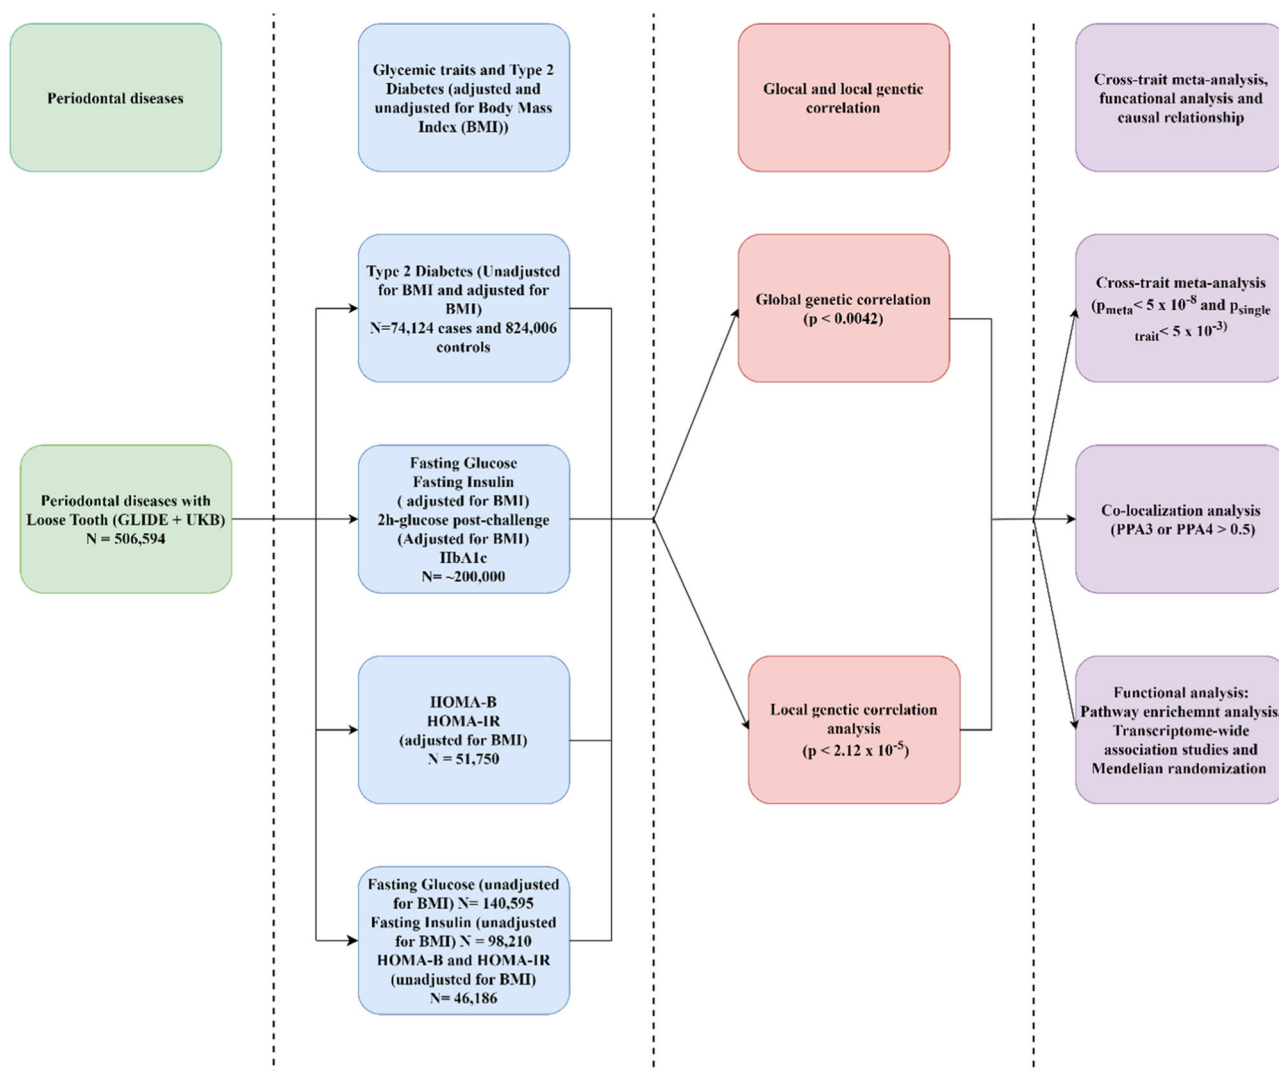 Periodontal diseases
Glycemic traits and Type 2
Diabetes (adjusted and
unadjusted for Body Mass
Index (BMI))
Glocal and local genetic
correlation
Cross-trait meta-analysis,
funcational analysis and
causal relationship
Periodontal diseases with
Loose Tooth (GLIDE + UKB)
N = 506,594
Type 2 Diabetes (Unadjusted
for BMI and adjusted for
BMI)
N=74,124 cases and 824,006
controls
Fasting Glucose
Fasting Insulin
( adjusted for BMI)
2h-glucose post-challenge
(Adjusted for BMI)
HbA1c
N= ~200,000
HOMA-B
HOMA-IR
(adjusted for BMI)
N = 51,750
Fasting Glucose (unadjusted
for BMI) N= 140,595
Fasting Insulin (unadjusted
for BMI) N = 98,210
HOMA-B and HOMA-IR
(unadjusted for BMI)
N= 46,186
Global genetic correlation
(p < 0.0042)
Local genetic correlation
analysis
(p < 2.12 x 10-5)
Cross-trait meta-analysis
(pmeta< 5 x 10-8 and psingle
trait< 5 x 10-3)
Co-localization analysis
(PPA3 or PPA4 > 0.5)
Functional analysis:
Pathway enrichemnt analysis,
Transcriptome-wide
association studies and
Mendelian randomization